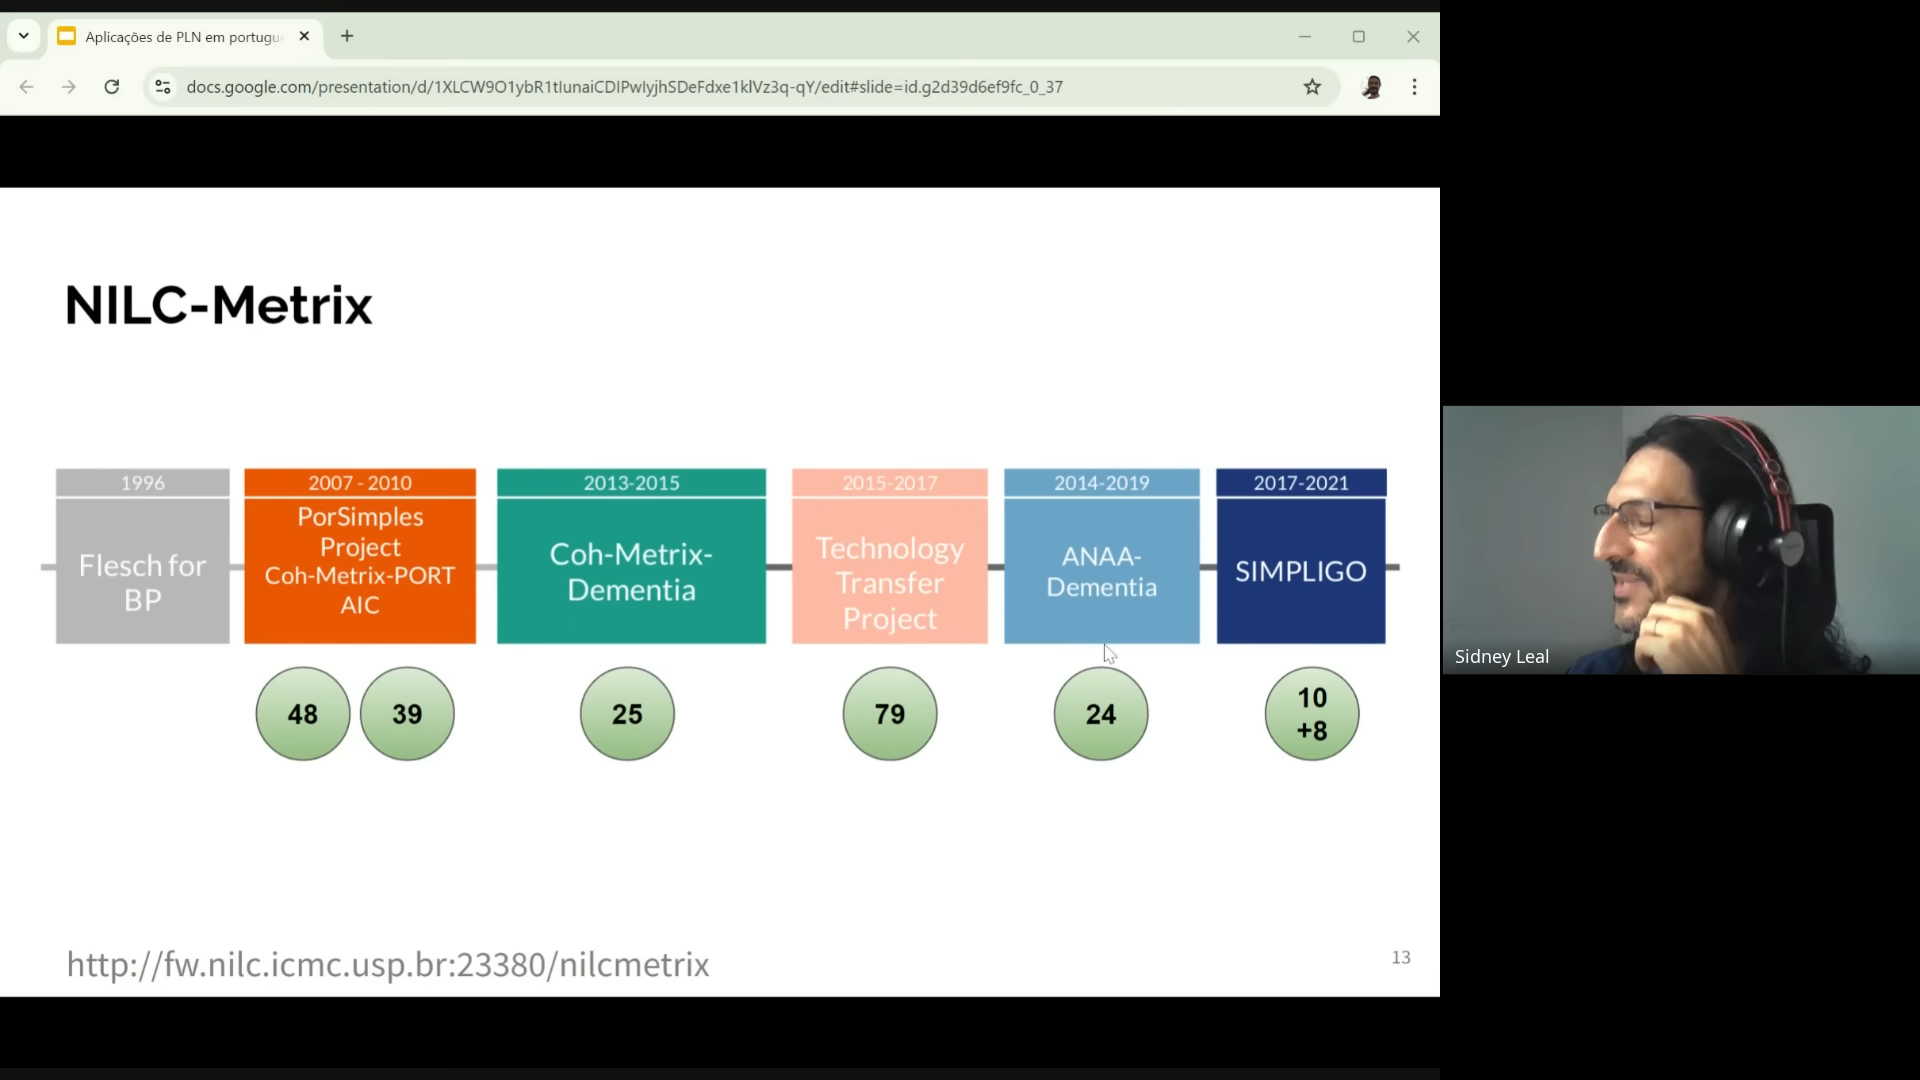 Aplicações de PLN em portugu
docs.google.com/presentation/d/1XLCW9O1ybR1tIunaiCDIPwIyjhSDeFdxe1klVz3q-qY/edit#slide=id.g2d39d6ef9fc_0_37
NILC-Metrix
1996
Flesch for
BP
2007 - 2010
PorSimples
Project
Coh-Metrix-PORT
AIC
2013-2015
Coh-Metrix-
Dementia
2015-2017
Technology
Transfer
Project
2014-2019
ANAA-
Dementia
2017-2021
SIMPLIGO
48
39
25
79
24
10
+8
http://fw.nilc.icmc.usp.br:23380/nilcmetrix
13
Sidney Leal